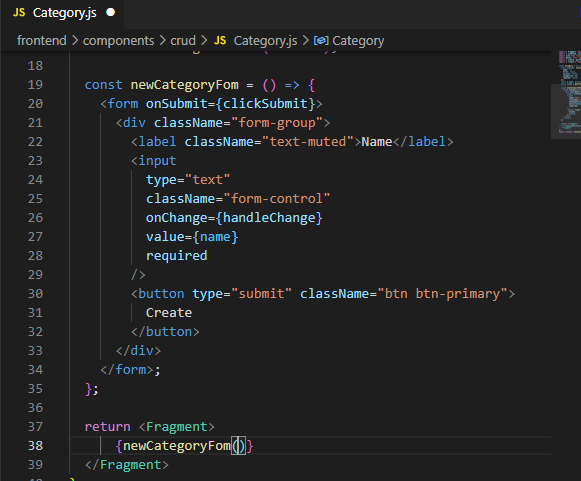 JS Category.js ●
frontend > components > crud > JS Category.js > Category
18
19 const newCategoryFom = () => {
20 <form onSubmit={clickSubmit}>
21 <div className="form-group">
22 <label className="text-muted">Name</label>
23 <input
24 type="text"
25 className="form-control"
26 onChange={handleChange}
27 value={name}
28 required
29 />
30 <button type="submit" className="btn btn-primary">
31 Create
32 </button>
33 </div>
34 </form>;
35 };
36
37 return <Fragment>
38 {newCategoryFom()}
39 </Fragment>